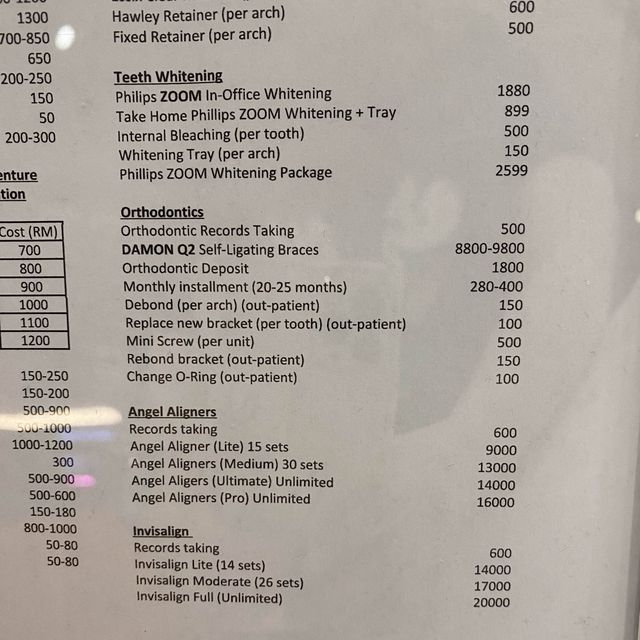 1300
700-850
650
200-250
150
50
200-300
enture
tion
Cost (RM)
700
800
900
1000
1100
1200
150-250
150-200
500-900
500-1000
1000-1200
300
500-900
500-600
150-180
800-1000
50-80
50-80
Hawley Retainer (per arch) 600
Fixed Retainer (per arch) 500
Teeth Whitening
Philips ZOOM In-Office Whitening 1880
Take Home Phillips ZOOM Whitening + Tray 899
Internal Bleaching (per tooth) 500
Whitening Tray (per arch) 150
Phillips ZOOM Whitening Package 2599
Orthodontics
Orthodontic Records Taking 500
DAMON Q2 Self-Ligating Braces 8800-9800
Orthodontic Deposit 1800
Monthly installment (20-25 months) 280-400
Debond (per arch) (out-patient) 150
Replace new bracket (per tooth) (out-patient) 100
Mini Screw (per unit) 500
Rebond bracket (out-patient) 150
Change O-Ring (out-patient) 100
Angel Aligners
Records taking 600
Angel Aligner (Lite) 15 sets 9000
Angel Aligners (Medium) 30 sets 13000
Angel Aligers (Ultimate) Unlimited 14000
Angel Aligners (Pro) Unlimited 16000
Invisalign
Records taking 600
Invisalign Lite (14 sets) 14000
Invisalign Moderate (26 sets) 17000
Invisalign Full (Unlimited) 20000